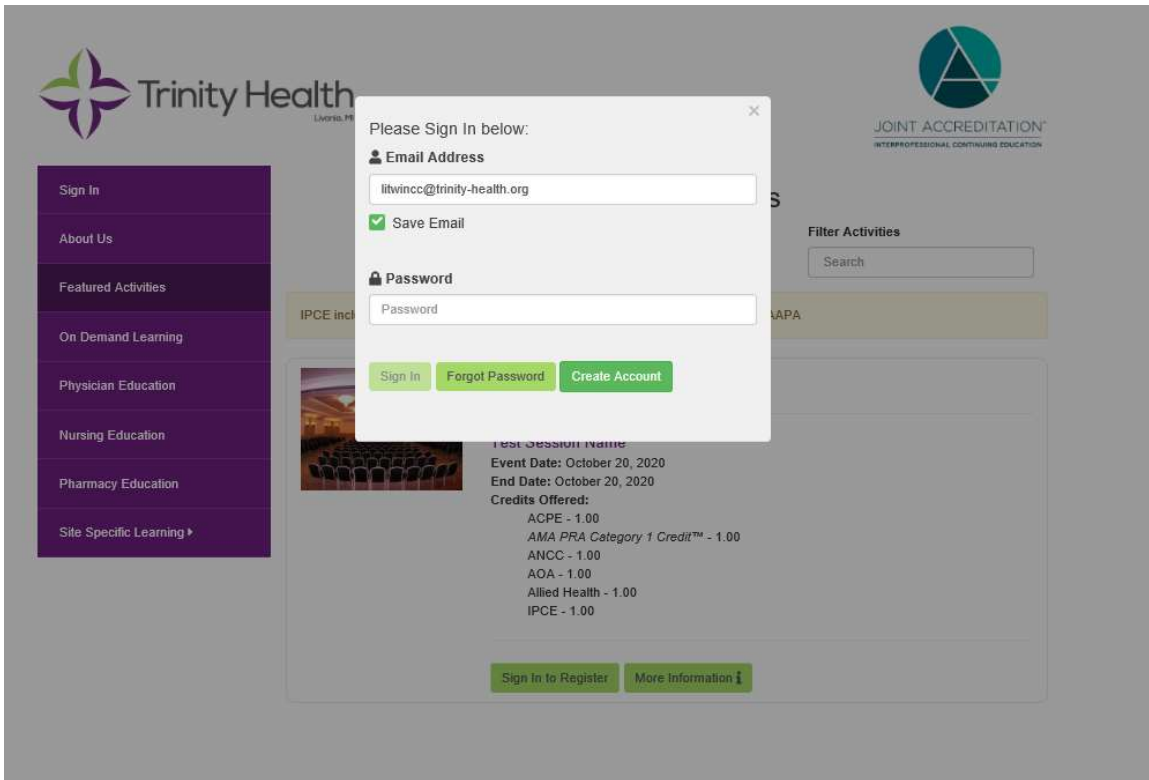 Trinity Health
Livonia, MI
JOINT ACCREDITATION™
INTERPROFESSIONAL CONTINUING EDUCATION
Sign In
About Us
Featured Activities
On Demand Learning
Physician Education
Nursing Education
Pharmacy Education
Site Specific Learning
Please Sign In below:
×
Email Address
litwincc@trinity-health.org
Save Email
Password
Password
Sign In
Forgot Password
Create Account
Filter Activities
Search
IPCE
AAPA
Test Session Name
Event Date: October 20, 2020
End Date: October 20, 2020
Credits Offered:
ACPE - 1.00
AMA PRA Category 1 Credit™ - 1.00
ANCC - 1.00
AOA - 1.00
Allied Health - 1.00
IPCE - 1.00
Sign In to Register
More Information i